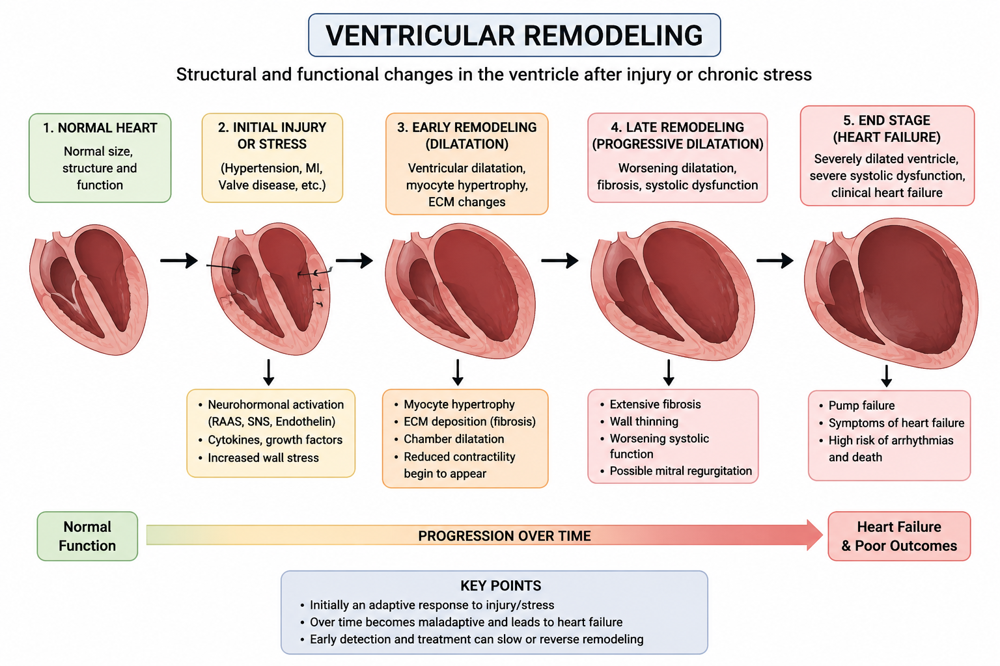 VENTRICULAR REMODELING
Structural and functional changes in the ventricle after injury or chronic stress
1. NORMAL HEART
Normal size,
structure and
function
2. INITIAL INJURY
OR STRESS
(Hypertension, MI,
Valve disease, etc.)
3. EARLY REMODELING
(DILATATION)
Ventricular dilatation,
myocyte hypertrophy,
ECM changes
4. LATE REMODELING
(PROGRESSIVE DILATATION)
Worsening dilatation,
fibrosis, systolic dysfunction
5. END STAGE
(HEART FAILURE)
Severely dilated ventricle,
severe systolic dysfunction,
clinical heart failure
• Neurohormonal activation
(RAAS, SNS, Endothelin)
• Cytokines, growth factors
• Increased wall stress
• Myocyte hypertrophy
• ECM deposition (fibrosis)
• Chamber dilatation
• Reduced contractility
begin to appear
• Extensive fibrosis
• Wall thinning
• Worsening systolic
function
• Possible mitral regurgitation
• Pump failure
• Symptoms of heart failure
• High risk of arrhythmias
and death
Normal
Function
PROGRESSION OVER TIME
Heart Failure
& Poor Outcomes
KEY POINTS
• Initially an adaptive response to injury/stress
• Over time becomes maladaptive and leads to heart failure
• Early detection and treatment can slow or reverse remodeling